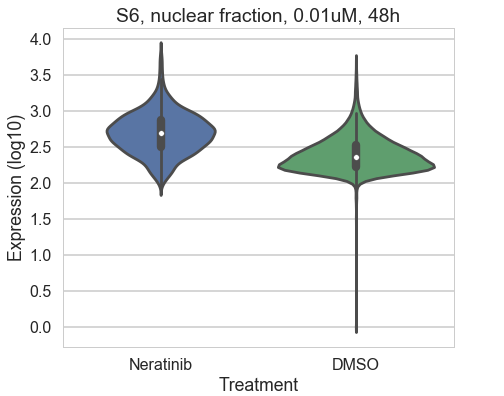 S6, nuclear fraction, 0.01uM, 48h
Expression (log10)
4.0
3.5
3.0
2.5
2.0
1.5
1.0
0.5
0.0
Neratinib DMSO
Treatment